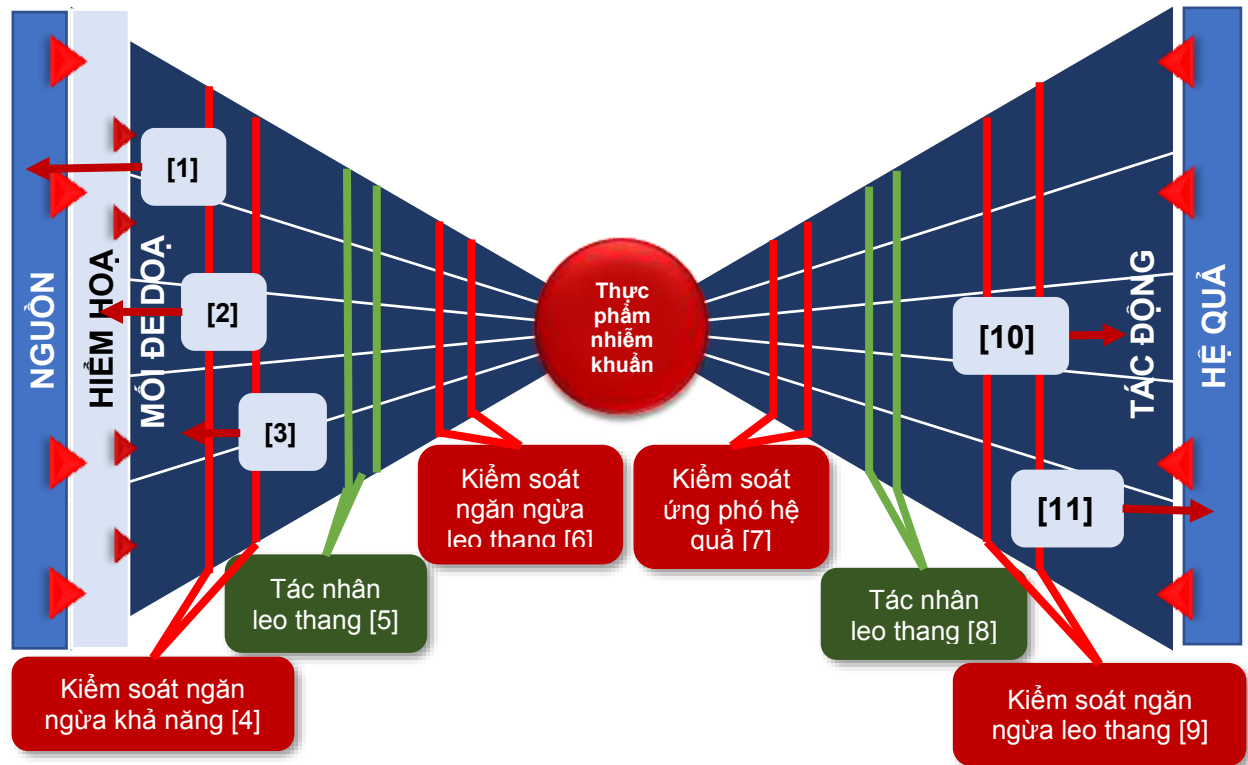 NGUỒN
HIỂM HOẠ
MỐI ĐE DOẠ
[1]
[2]
[3]
Thực
phẩm
nhiễm
khuẩn
[10]
[11]
TÁC ĐỘNG
HỆ QUẢ
Kiểm soát
ngăn ngừa
leo thang [6]
Kiểm soát
ứng phó hệ
quả [7]
Tác nhân
leo thang [5]
Tác nhân
leo thang [8]
Kiểm soát ngăn
ngừa khả năng [4]
Kiểm soát ngăn
ngừa leo thang [9]